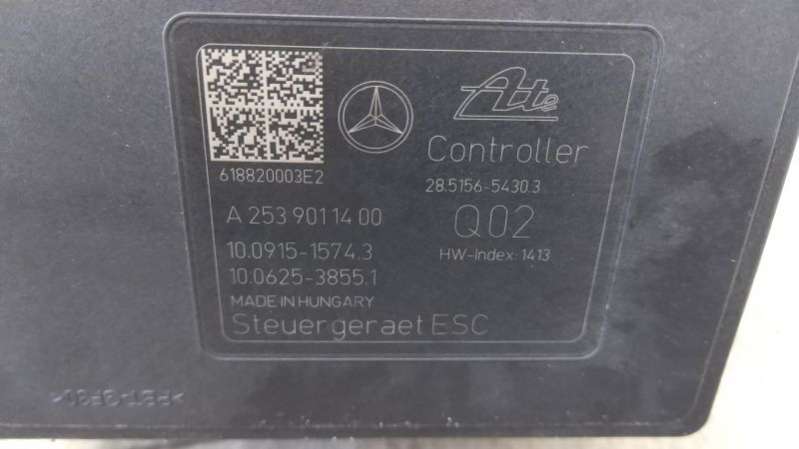 Ate
Controller
618820003E2
28.5156-5430.3
A 253 901 14 00
Q02
10.0915-1574.3
HW-Index: 1413
10.0625-3855.1
MADE IN HUNGARY
Steuergeraet ESC